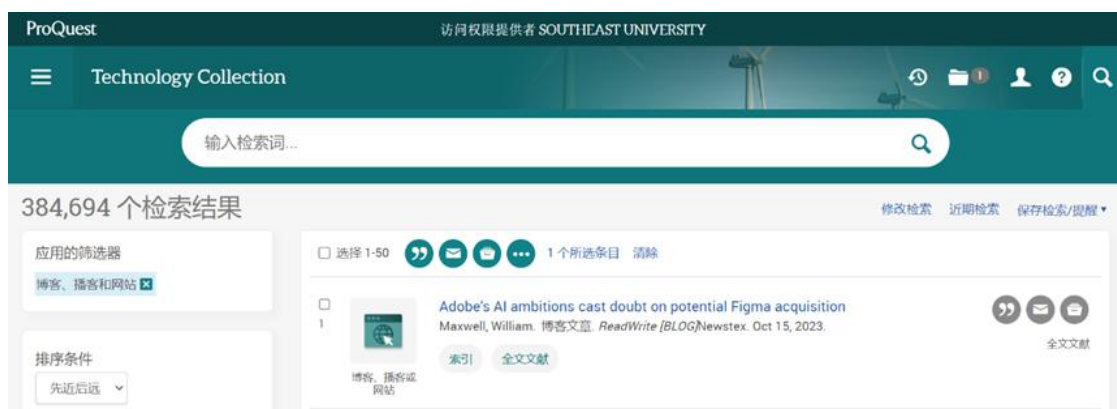 ProQuest
访问权限提供者 SOUTHEAST UNIVERSITY
Technology Collection
1
输入检索词...
384,694 个检索结果
修改检索 近期检索 保存检索/提醒
应用的筛选器
博客、播客和网站
选择 1-50
1 个所选条目 清除
1
Adobe's AI ambitions cast doubt on potential Figma acquisition
Maxwell, William. 博客文章. ReadWrite [BLOG]Newstex. Oct 15, 2023.
全文文献
索引 全文文献
博客、播客或
网站
排序条件
先近后远